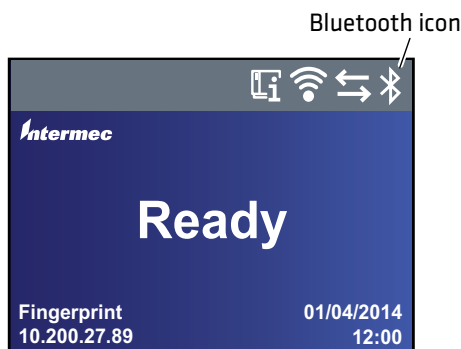 Bluetooth icon
Intermec
Ready
Fingerprint 01/04/2014
10.200.27.89 12:00